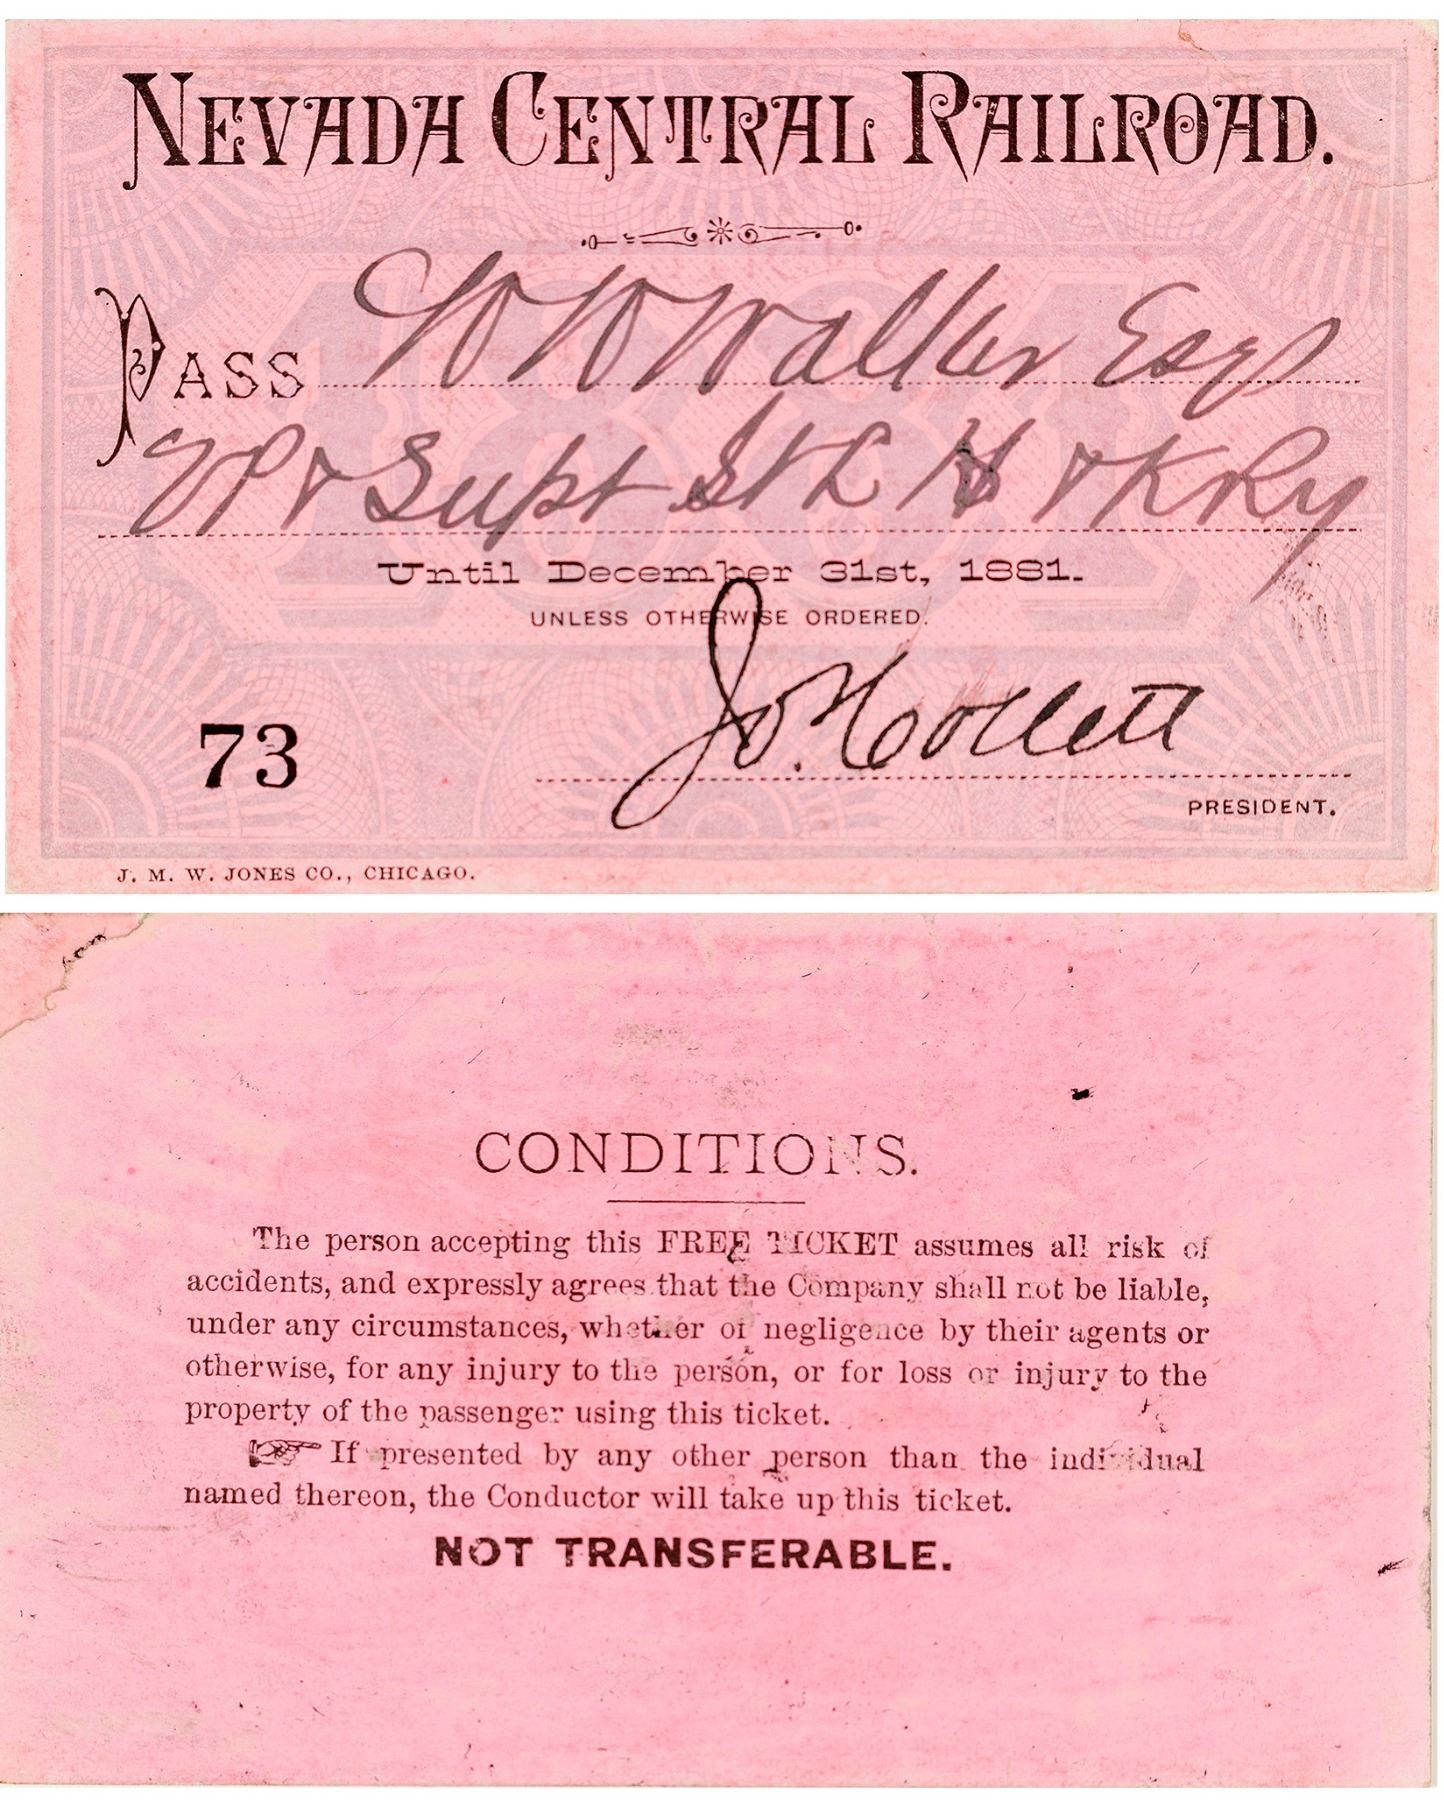 NEVADA CENTRAL RAILROAD.
PASS W W Walker Esqr
VP & Supt St L H & K Ry
Until December 31st, 1881.
UNLESS OTHERWISE ORDERED.
73
Jo. Collett
PRESIDENT.
J. M. W. JONES CO., CHICAGO.
CONDITIONS.
The person accepting this FREE TICKET assumes all risk of
accidents, and expressly agrees that the Company shall not be liable,
under any circumstances, whether of negligence by their agents or
otherwise, for any injury to the person, or for loss or injury to the
property of the passenger using this ticket.
☞ If presented by any other person than the individual
named thereon, the Conductor will take up this ticket.
NOT TRANSFERABLE.